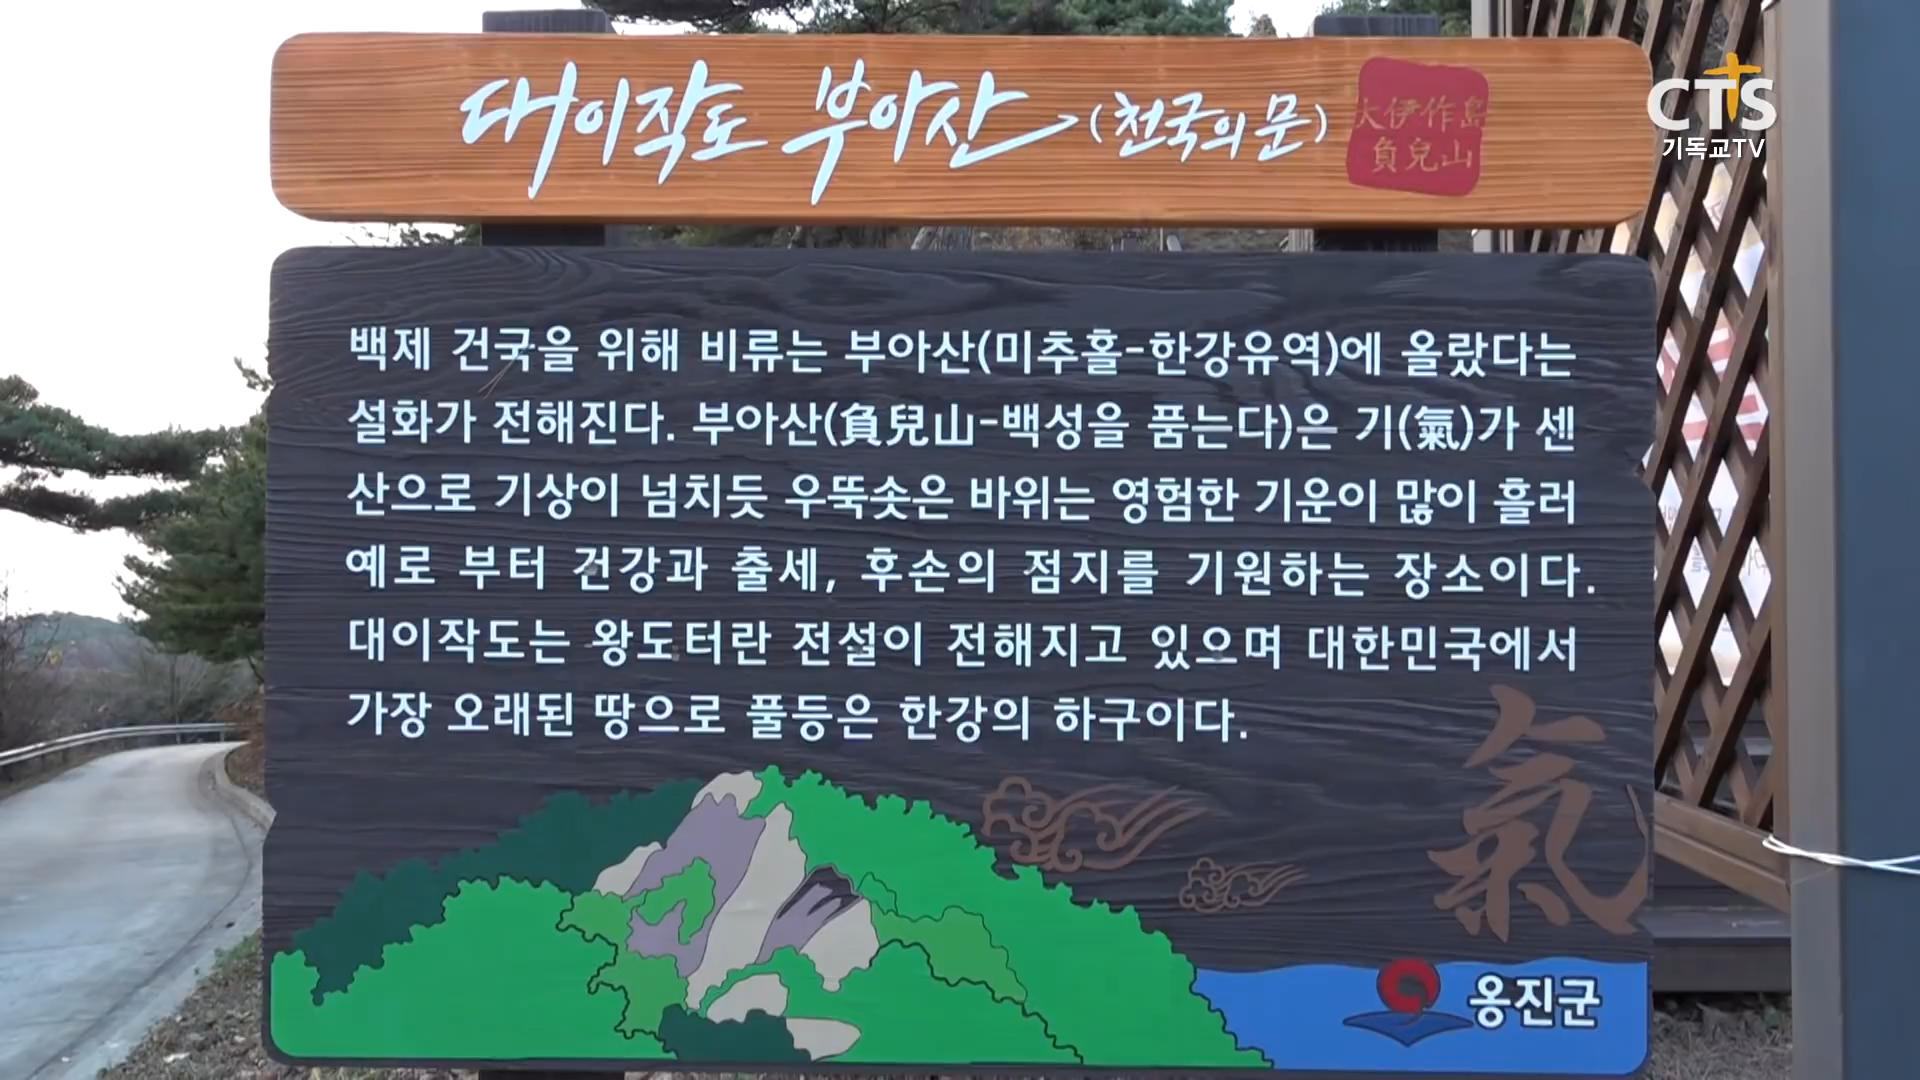 대이작도 부아산 (천국의 문)
大伊作島
負兒山
CTS
기독교TV
백제 건국을 위해 비류는 부아산(미추홀-한강유역)에 올랐다는
설화가 전해진다. 부아산(負兒山-백성을 품는다)은 기(氣)가 센
산으로 기상이 넘치듯 우뚝솟은 바위는 영험한 기운이 많이 흘러
예로 부터 건강과 출세, 후손의 점지를 기원하는 장소이다.
대이작도는 왕도터란 전설이 전해지고 있으며 대한민국에서
가장 오래된 땅으로 풀등은 한강의 하구이다.
氣
옹진군